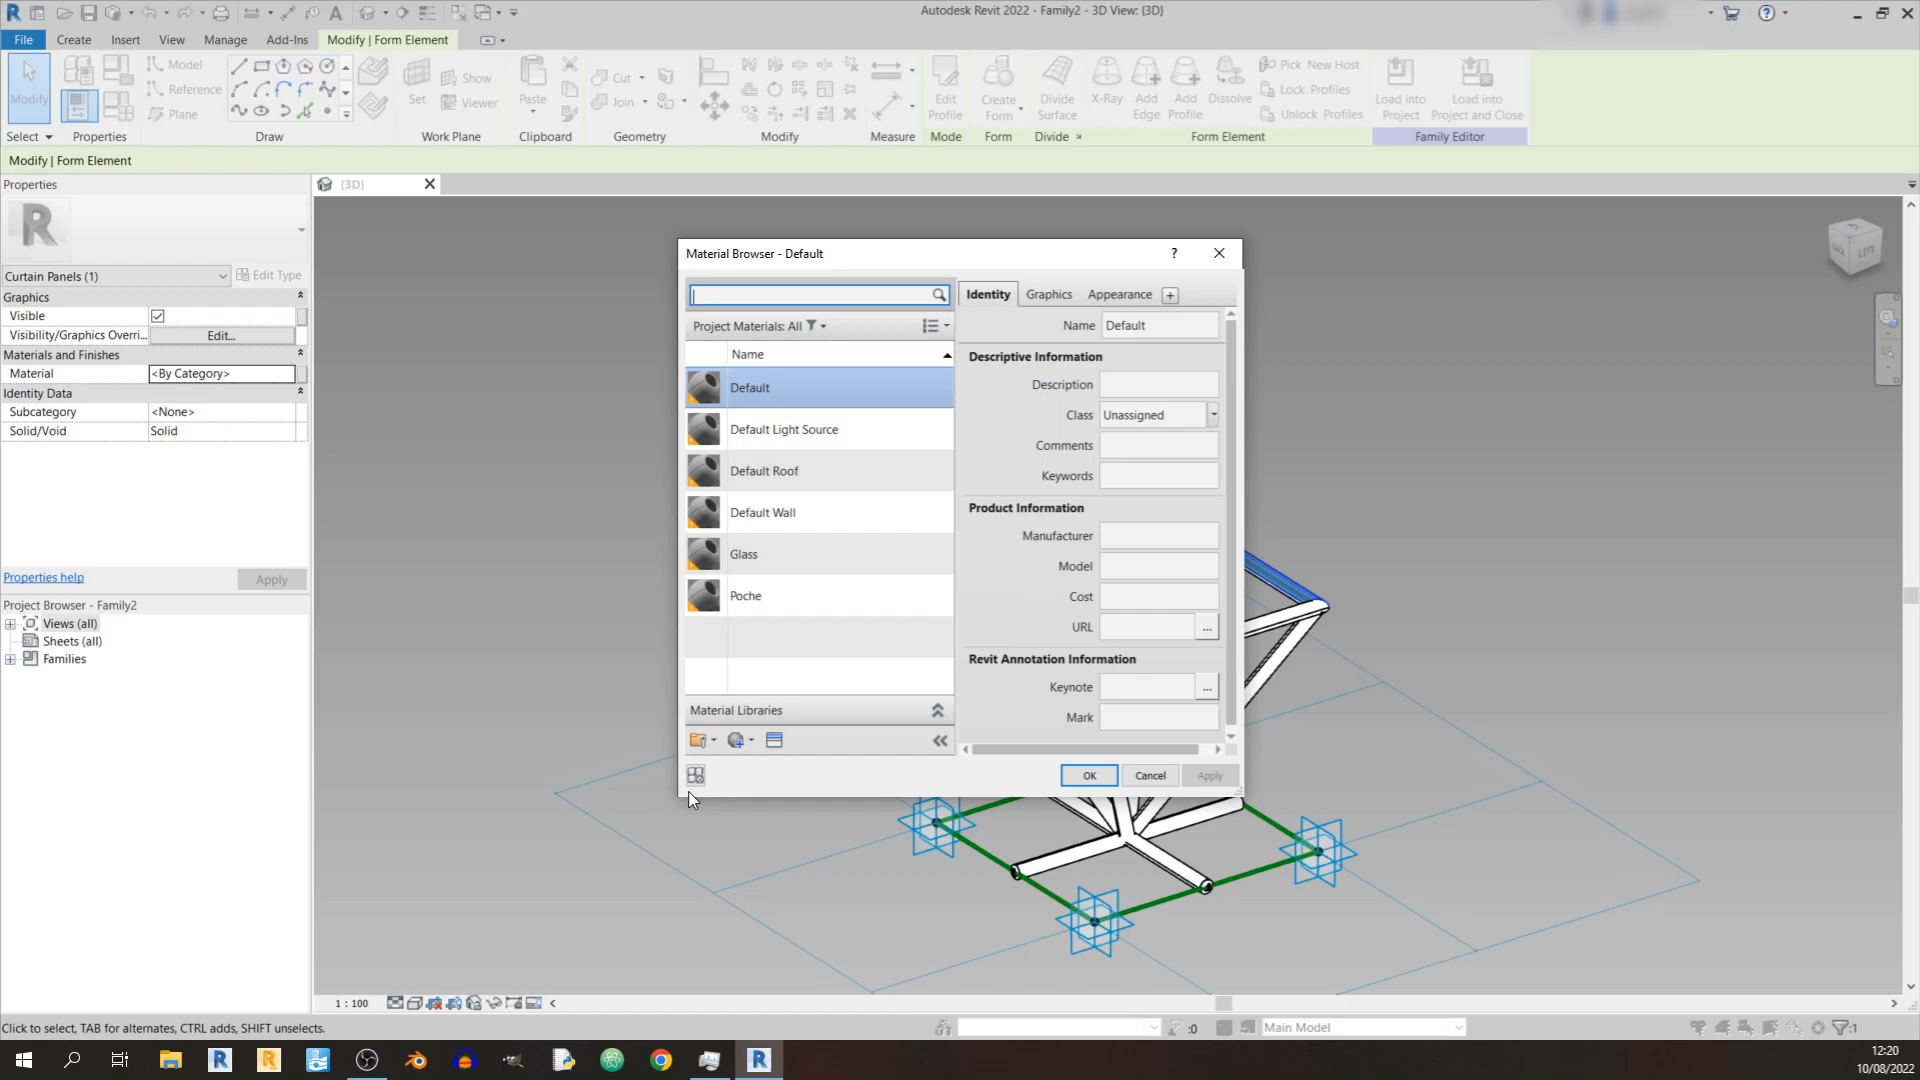 Autodesk Revit 2022 - Family2 - 3D View: {3D}
File Create Insert View Manage Add-Ins Modify | Form Element
Modify
Model
Reference
Plane
Set
Show
Viewer
Paste
Cut
Join
Edit Profile
Create Form
Divide Surface
X-Ray
Add Edge
Add Profile
Dissolve
Pick New Host
Lock Profiles
Unlock Profiles
Load into Project
Load into Project and Close
Select Properties Draw Work Plane Clipboard Geometry Modify Measure Mode Form Divide Form Element Family Editor
Modify | Form Element
Properties
{3D}
R
Curtain Panels (1)
Edit Type
Graphics
Visible
Visibility/Graphics Overri... Edit...
Materials and Finishes
Material <By Category>
Identity Data
Subcategory <None>
Solid/Void Solid
Properties help
Apply
Project Browser - Family2
Views (all)
Sheets (all)
Families
Material Browser - Default
?
Project Materials: All
Name
Default
Default Light Source
Default Roof
Default Wall
Glass
Poche
Material Libraries
Identity Graphics Appearance
Name Default
Descriptive Information
Description
Class Unassigned
Comments
Keywords
Product Information
Manufacturer
Model
Cost
URL ...
Revit Annotation Information
Keynote ...
Mark
OK Cancel Apply
LEFT
1 : 100
Click to select, TAB for alternates, CTRL adds, SHIFT unselects.
:0
Main Model
:1
12:20
10/08/2022